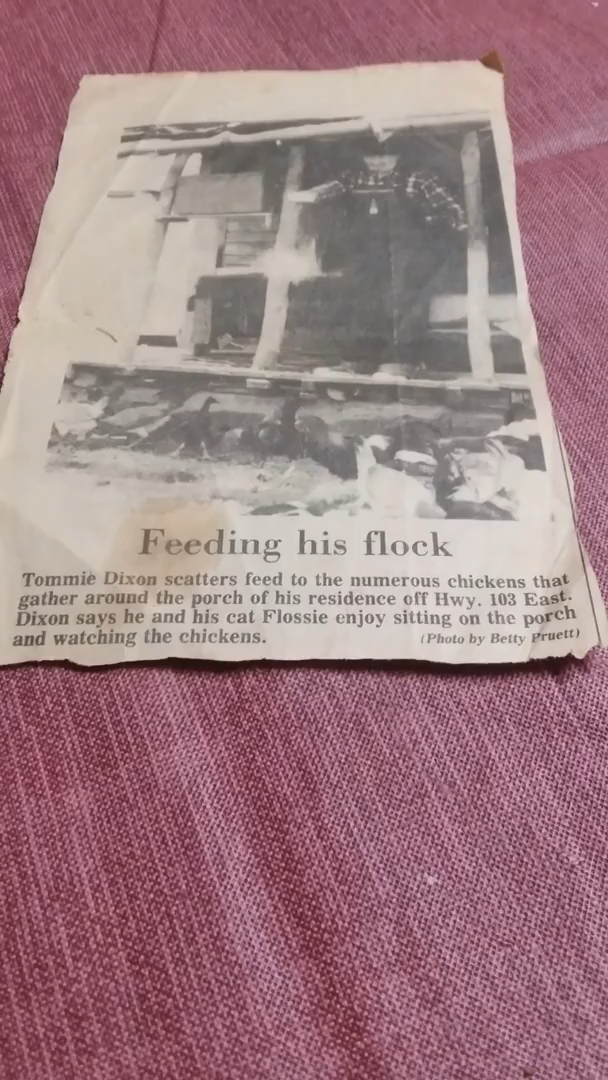 Feeding his flock
Tommie Dixon scatters feed to the numerous chickens that
gather around the porch of his residence off Hwy. 103 East.
Dixon says he and his cat Flossie enjoy sitting on the porch
and watching the chickens. (Photo by Betty Pruett)